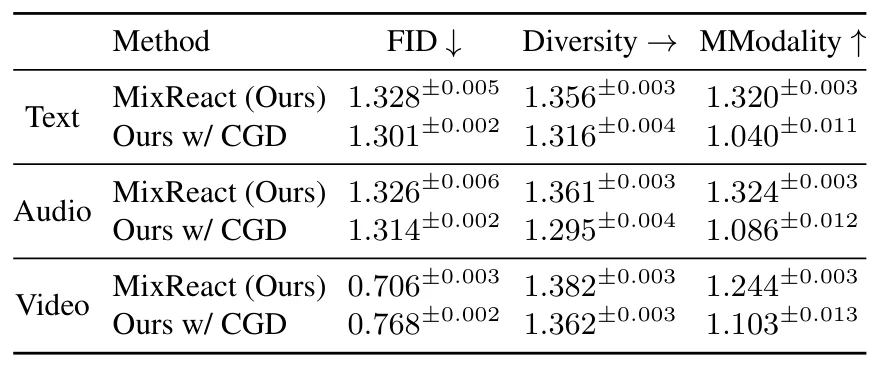 Method FID ↓ Diversity → MModality ↑
Text MixReact (Ours) 1.328±0.005 1.356±0.003 1.320±0.003
Ours w/ CGD 1.301±0.002 1.316±0.004 1.040±0.011
Audio MixReact (Ours) 1.326±0.006 1.361±0.003 1.324±0.003
Ours w/ CGD 1.314±0.002 1.295±0.004 1.086±0.012
Video MixReact (Ours) 0.706±0.003 1.382±0.003 1.244±0.003
Ours w/ CGD 0.768±0.002 1.362±0.003 1.103±0.013